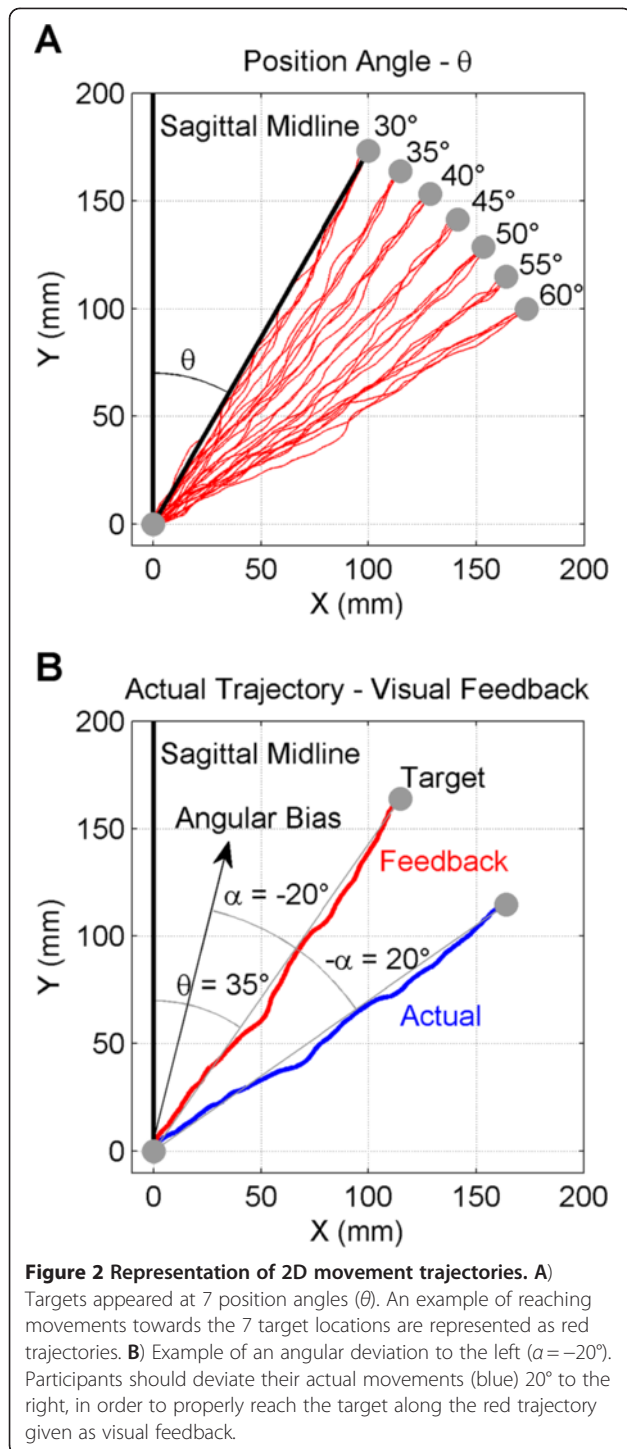 A
Position Angle - θ
200
Sagittal Midline
30°
35°
40°
45°
50°
55°
60°
150
100
50
0
Y (mm)
θ
0
50
100
150
200
X (mm)
B
Actual Trajectory - Visual Feedback
200
Sagittal Midline
Target
Angular Bias
150
Feedback
α = -20°
-α = 20°
θ = 35°
Actual
100
50
0
Y (mm)
0
50
100
150
200
X (mm)
Figure 2 Representation of 2D movement trajectories. A)
Targets appeared at 7 position angles (θ). An example of reaching
movements towards the 7 target locations are represented as red
trajectories. B) Example of an angular deviation to the left (α = −20°).
Participants should deviate their actual movements (blue) 20° to the
right, in order to properly reach the target along the red trajectory
given as visual feedback.